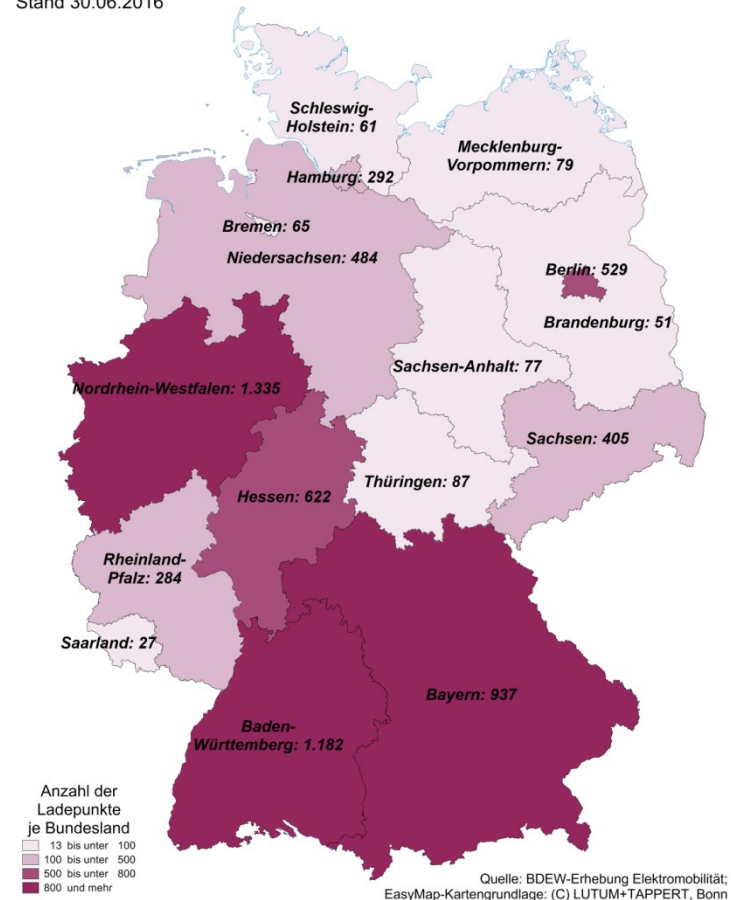 Stand 30.06.2016
Schleswig-
Holstein: 61
Mecklenburg-
Vorpommern: 79
Hamburg: 292
Bremen: 65
Niedersachsen: 484
Berlin: 529
Brandenburg: 51
Sachsen-Anhalt: 77
Nordrhein-Westfalen: 1.335
Sachsen: 405
Thüringen: 87
Hessen: 622
Rheinland-
Pfalz: 284
Saarland: 27
Bayern: 937
Baden-
Württemberg: 1.182
Anzahl der
Ladepunkte
je Bundesland
13 bis unter 100
100 bis unter 500
500 bis unter 800
800 und mehr
Quelle: BDEW-Erhebung Elektromobilität;
EasyMap-Kartengrundlage: (C) LUTUM+TAPPERT, Bonn